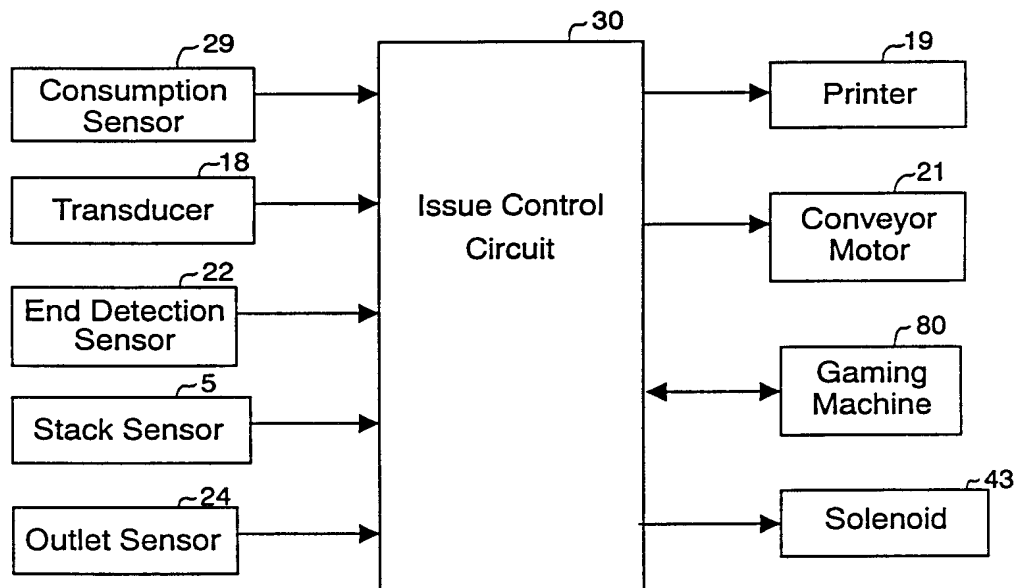 30
29
Consumption
Sensor
18
Transducer
22
End Detection
Sensor
5
Stack Sensor
24
Outlet Sensor
Issue Control
Circuit
19
Printer
21
Conveyor
Motor
80
Gaming
Machine
43
Solenoid